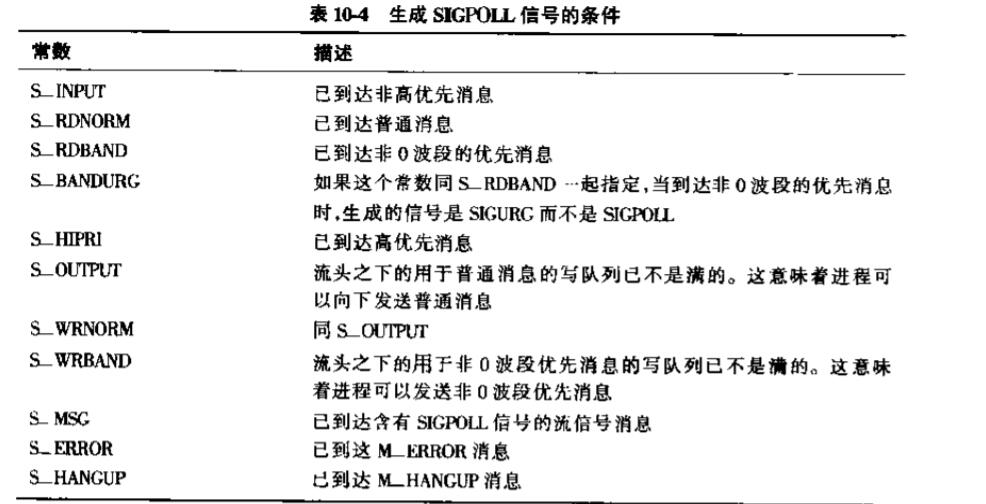 表 10-4 生成 SIGPOLL 信号的条件
常数 描述
S_INPUT 已到达非高优先消息
S_RDNORM 已到达普通消息
S_RDBAND 已到达非 0 波段的优先消息
S_BANDURG 如果这个常数同 S_RDBAND 一起指定,当到达非 0 波段的优先消息
时,生成的信号是 SIGURG 而不是 SIGPOLL
S_HIPRI 已到达高优先消息
S_OUTPUT 流头之下的用于普通消息的写队列已不是满的。这意味着进程可
以向下发送普通消息
S_WRNORM 同 S_OUTPUT
S_WRBAND 流头之下的用于非 0 波段优先消息的写队列已不是满的。这意味
着进程可以发送非 0 波段优先消息
S_MSG 已到达含有 SIGPOLL 信号的流信号消息
S_ERROR 已到这 M_ERROR 消息
S_HANGUP 已到达 M_HANGUP 消息